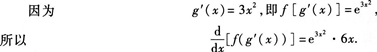 因为 g′(x)=3x²,即 f[g′(x)]=e^{3x²},
所以 d/dx[f(g′(x))]=e^{3x²}·6x.